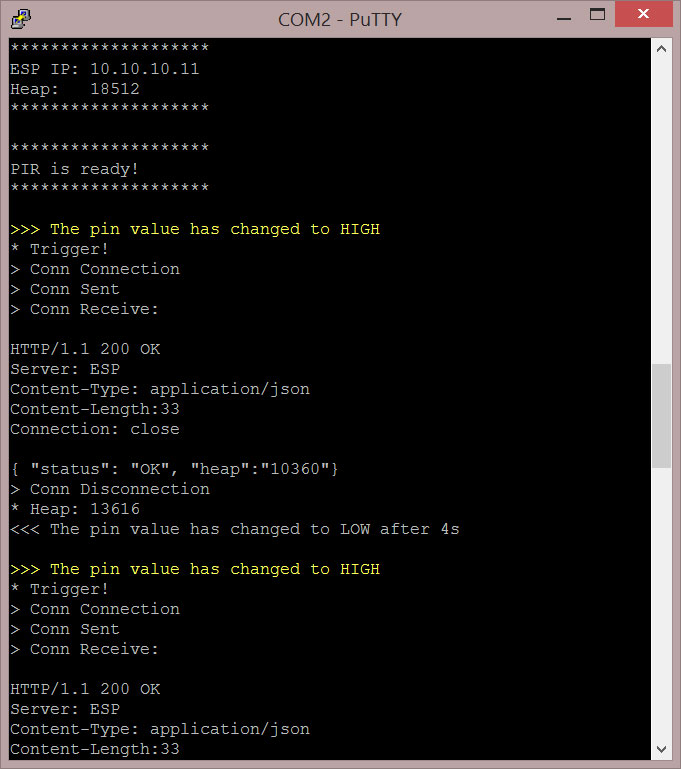 COM2 - PuTTY
********************
ESP IP: 10.10.10.11
Heap:   18512
********************
********************
PIR is ready!
********************
>>> The pin value has changed to HIGH
* Trigger!
> Conn Connection
> Conn Sent
> Conn Receive:
HTTP/1.1 200 OK
Server: ESP
Content-Type: application/json
Content-Length:33
Connection: close
{ "status": "OK", "heap":"10360"}
> Conn Disconnection
* Heap: 13616
<<< The pin value has changed to LOW after 4s
>>> The pin value has changed to HIGH
* Trigger!
> Conn Connection
> Conn Sent
> Conn Receive:
HTTP/1.1 200 OK
Server: ESP
Content-Type: application/json
Content-Length:33